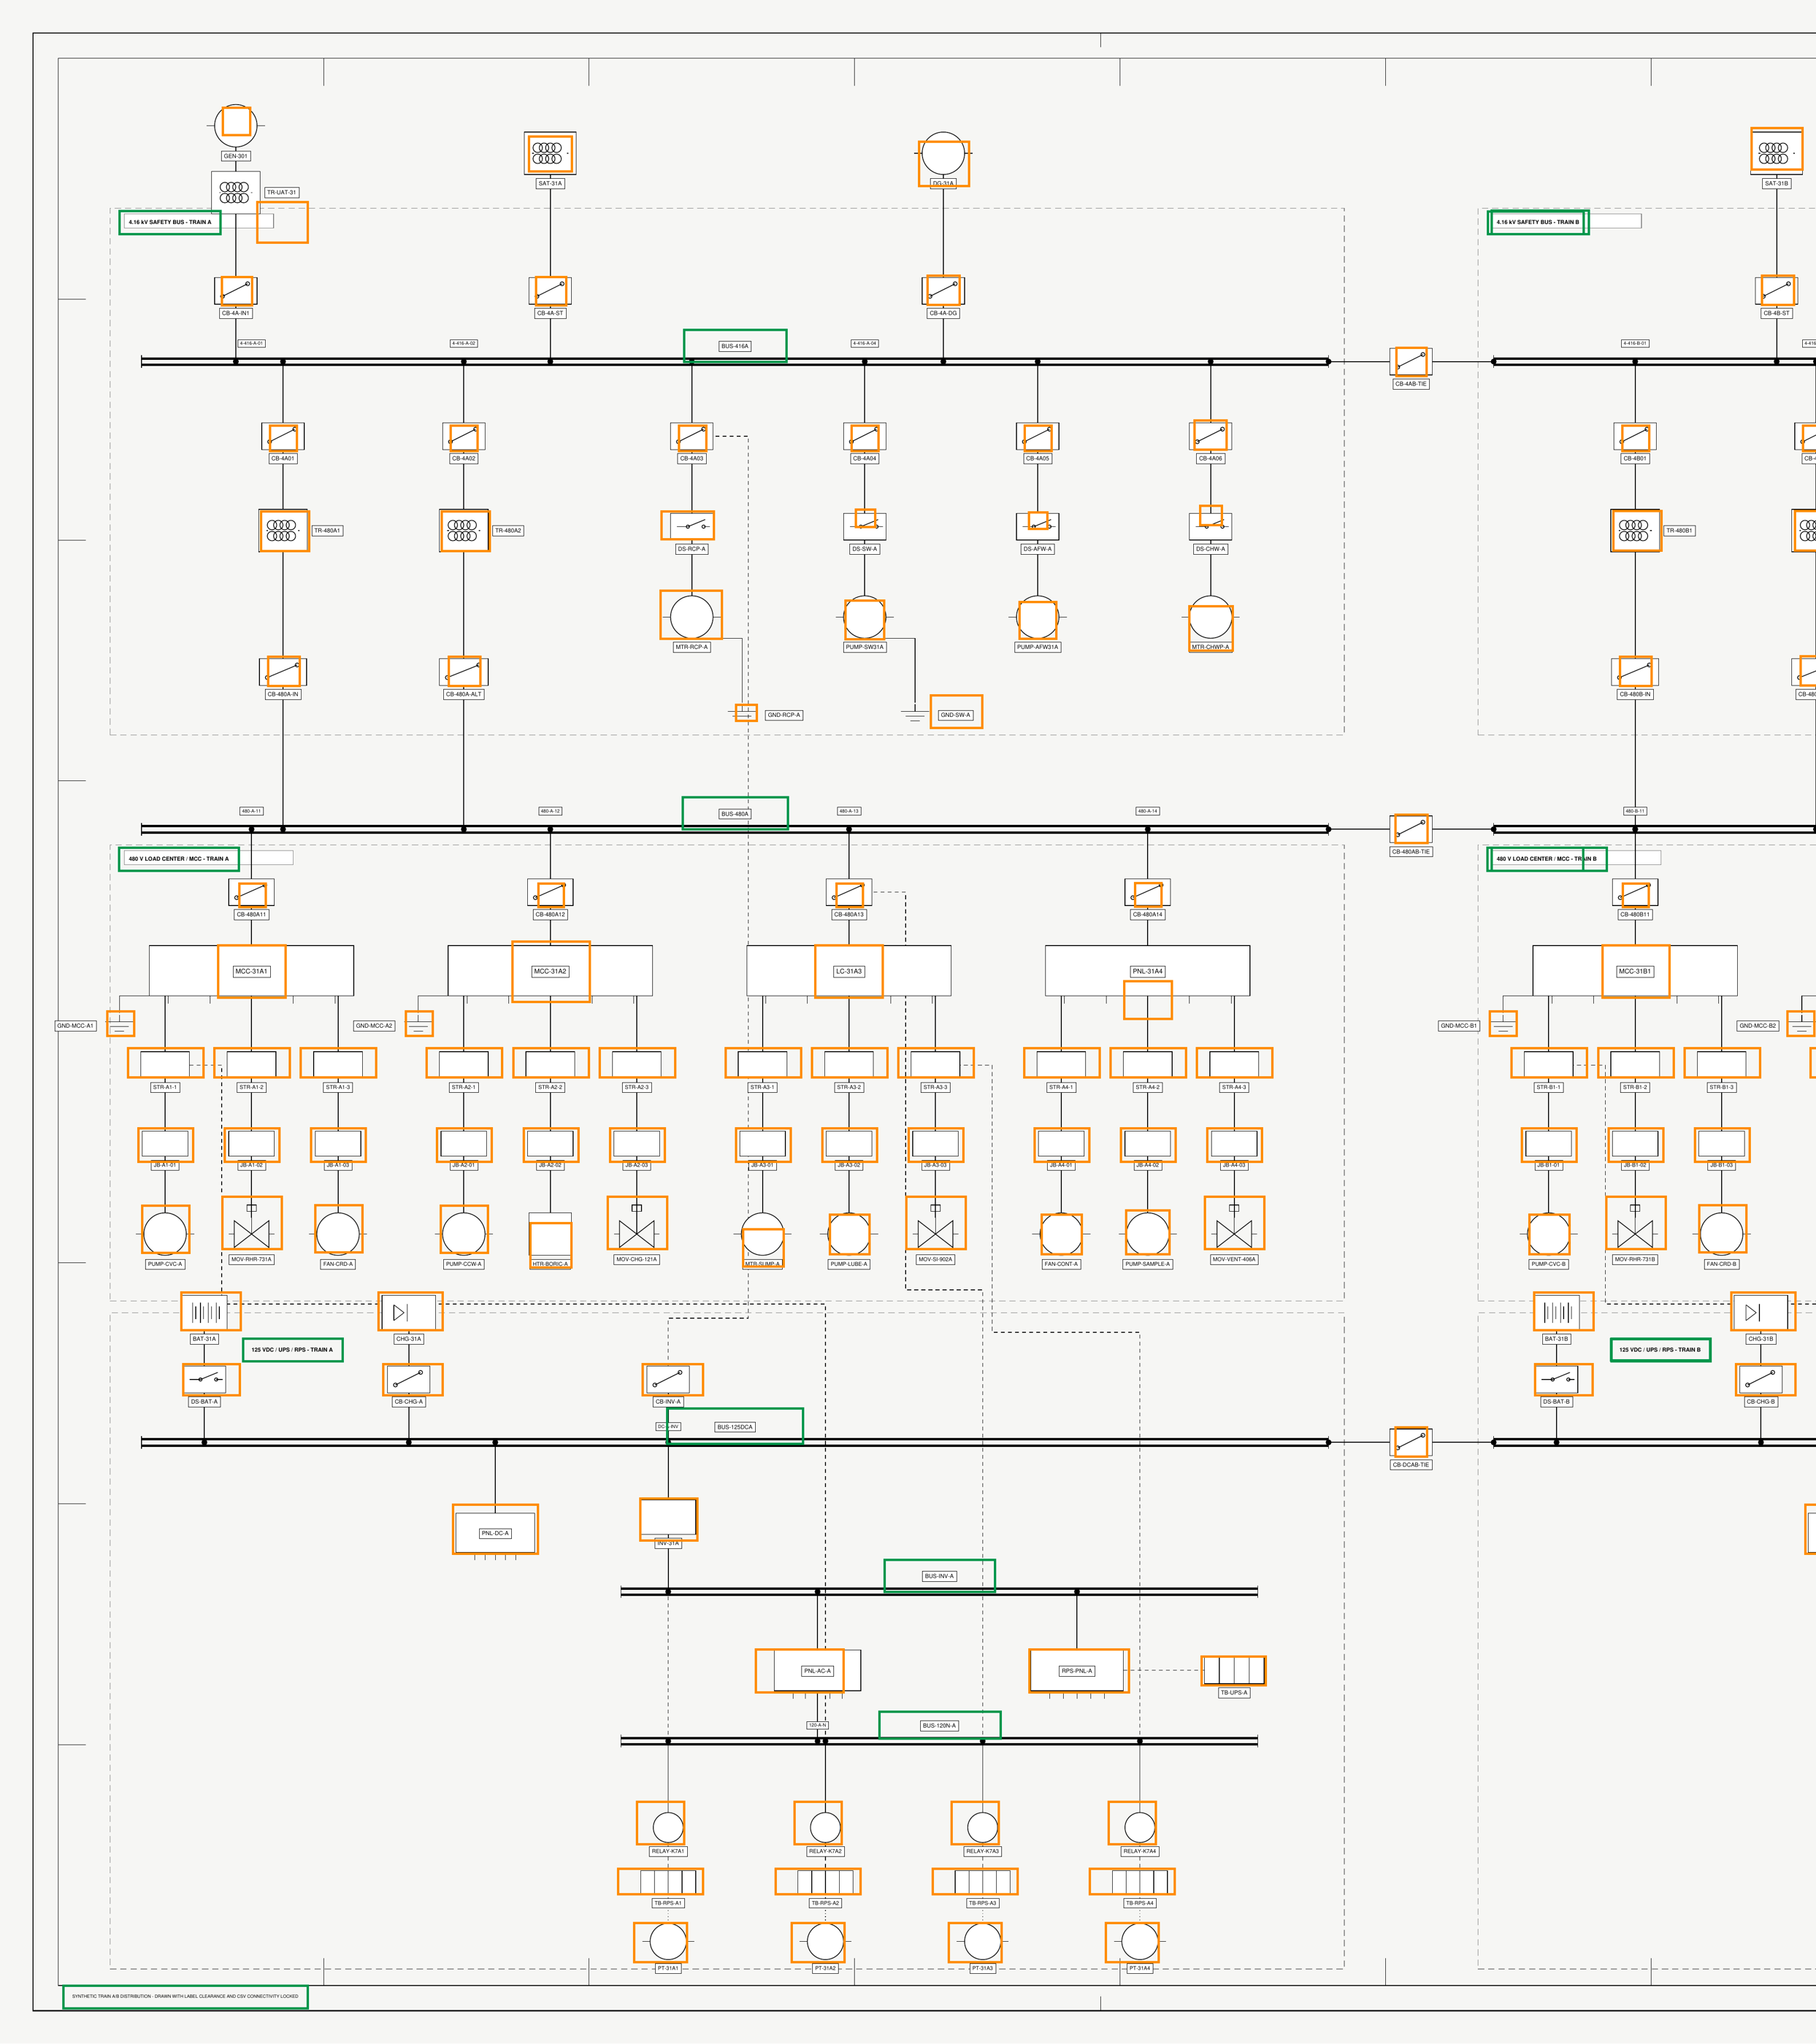 GEN-301
TR-UAT-31
SAT-31A
DG-31A
SAT-31B
4.16 kV SAFETY BUS - TRAIN A
4.16 kV SAFETY BUS - TRAIN B
CB-4A-IN1
CB-4A-ST
CB-4A-DG
CB-4B-ST
4-416-A-01
4-416-A-02
BUS-416A
4-416-A-04
4-416-B-01
CB-4AB-TIE
CB-4A01
CB-4A02
CB-4A03
CB-4A04
CB-4A05
CB-4A06
CB-4B01
TR-480A1
TR-480A2
TR-480B1
DS-RCP-A
DS-SW-A
DS-AFW-A
DS-CHW-A
MTR-RCP-A
PUMP-SW31A
PUMP-AFW31A
MTR-CHWP-A
CB-480A-IN
CB-480A-ALT
CB-480B-IN
GND-RCP-A
GND-SW-A
480-A-11
480-A-12
BUS-480A
480-A-13
480-A-14
480-B-11
CB-480AB-TIE
480 V LOAD CENTER / MCC - TRAIN A
480 V LOAD CENTER / MCC - TRAIN B
CB-480A11
CB-480A12
CB-480A13
CB-480A14
CB-480B11
MCC-31A1
MCC-31A2
LC-31A3
PNL-31A4
MCC-31B1
GND-MCC-A1
GND-MCC-A2
GND-MCC-B1
GND-MCC-B2
STR-A1-1
STR-A1-2
STR-A1-3
STR-A2-1
STR-A2-2
STR-A2-3
STR-A3-1
STR-A3-2
STR-A3-3
STR-A4-1
STR-A4-2
STR-A4-3
STR-B1-1
STR-B1-2
STR-B1-3
JB-A1-01
JB-A1-02
JB-A1-03
JB-A2-01
JB-A2-02
JB-A2-03
JB-A3-01
JB-A3-02
JB-A3-03
JB-A4-01
JB-A4-02
JB-A4-03
JB-B1-01
JB-B1-02
JB-B1-03
PUMP-CVC-A
MOV-RHR-731A
FAN-CRD-A
PUMP-CCW-A
HTR-BORIC-A
MOV-CHG-121A
MTR-SUMP-A
PUMP-LUBE-A
MOV-SI-902A
FAN-CONT-A
PUMP-SAMPLE-A
MOV-VENT-406A
PUMP-CVC-B
MOV-RHR-731B
FAN-CRD-B
BAT-31A
CHG-31A
BAT-31B
CHG-31B
125 VDC / UPS / RPS - TRAIN A
125 VDC / UPS / RPS - TRAIN B
DS-BAT-A
CB-CHG-A
CB-INV-A
DS-BAT-B
CB-CHG-B
BUS-125DCA
CB-DCAB-TIE
PNL-DC-A
INV-31A
BUS-INV-A
PNL-AC-A
RPS-PNL-A
TB-UPS-A
120-A-N
BUS-120N-A
RELAY-K7A1
RELAY-K7A2
RELAY-K7A3
RELAY-K7A4
TB-RPS-A1
TB-RPS-A2
TB-RPS-A3
TB-RPS-A4
PT-31A1
PT-31A2
PT-31A3
PT-31A4
SYNTHETIC TRAIN A/B DISTRIBUTION - DRAWN WITH LABEL CLEARANCE AND CSV CONNECTIVITY LOCKED